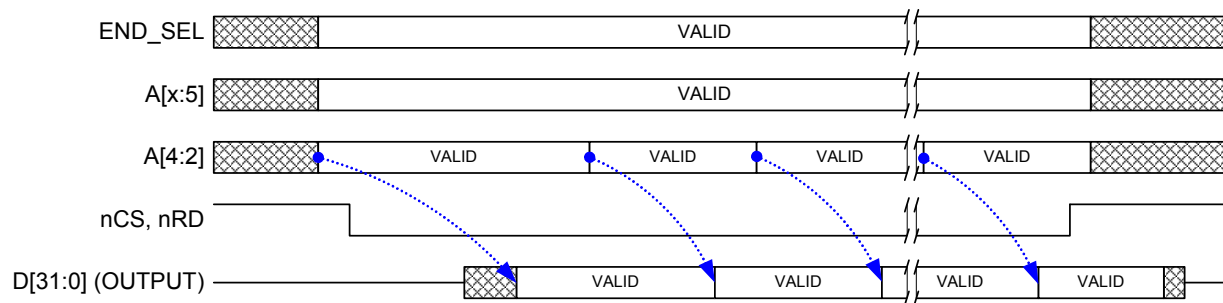 END_SEL VALID
A[x:5] VALID
A[4:2] VALID VALID VALID VALID
nCS, nRD
D[31:0] (OUTPUT) VALID VALID VALID VALID